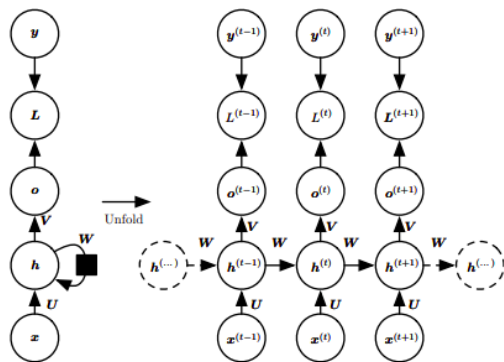 y y^(t−1) y^(t) y^(t+1)
L L^(t−1) L^(t) L^(t+1)
o o^(t−1) o^(t) o^(t+1)
Unfold
V V V V
W W W W W
h h^(...) h^(t−1) h^(t) h^(t+1) h^(...)
U U U U
x x^(t−1) x^(t) x^(t+1)